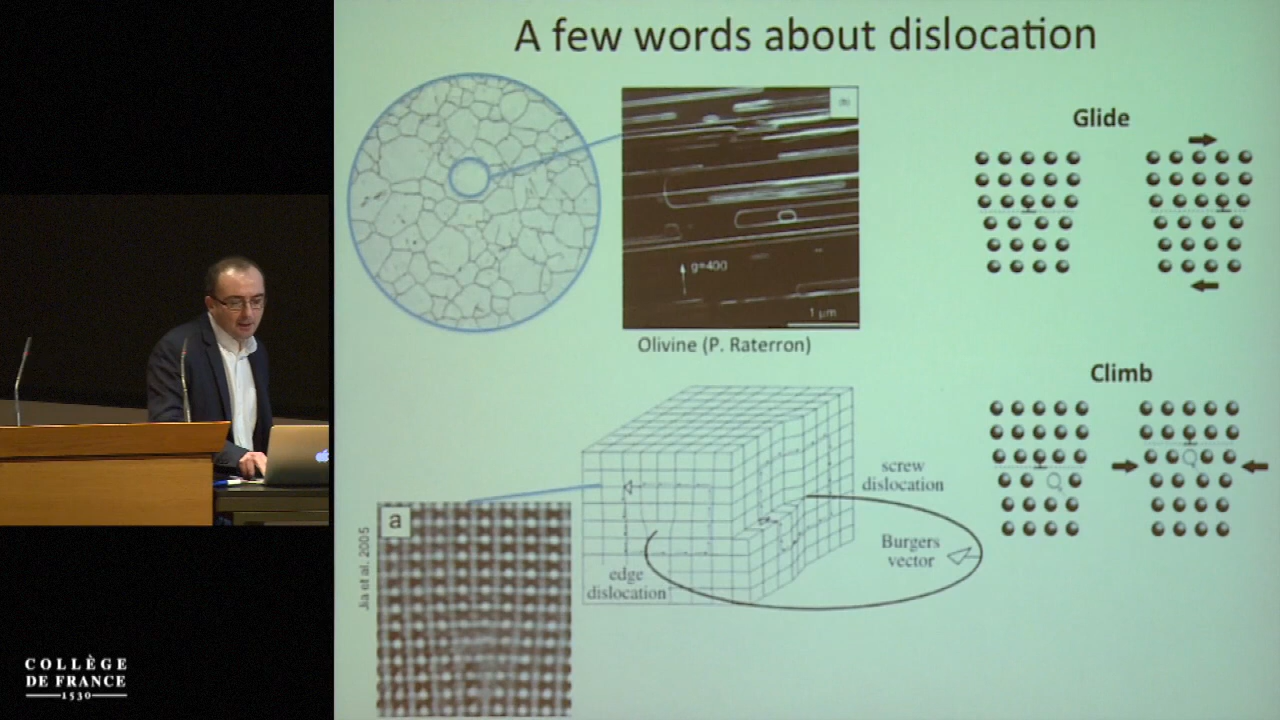 A few words about dislocation
(b)
g=400
1 µm
Olivine (P. Raterron)
Glide
Climb
screw
dislocation
Burgers
vector
edge
dislocation
a
Jia et al. 2005
COLLÈGE
DE FRANCE
1530